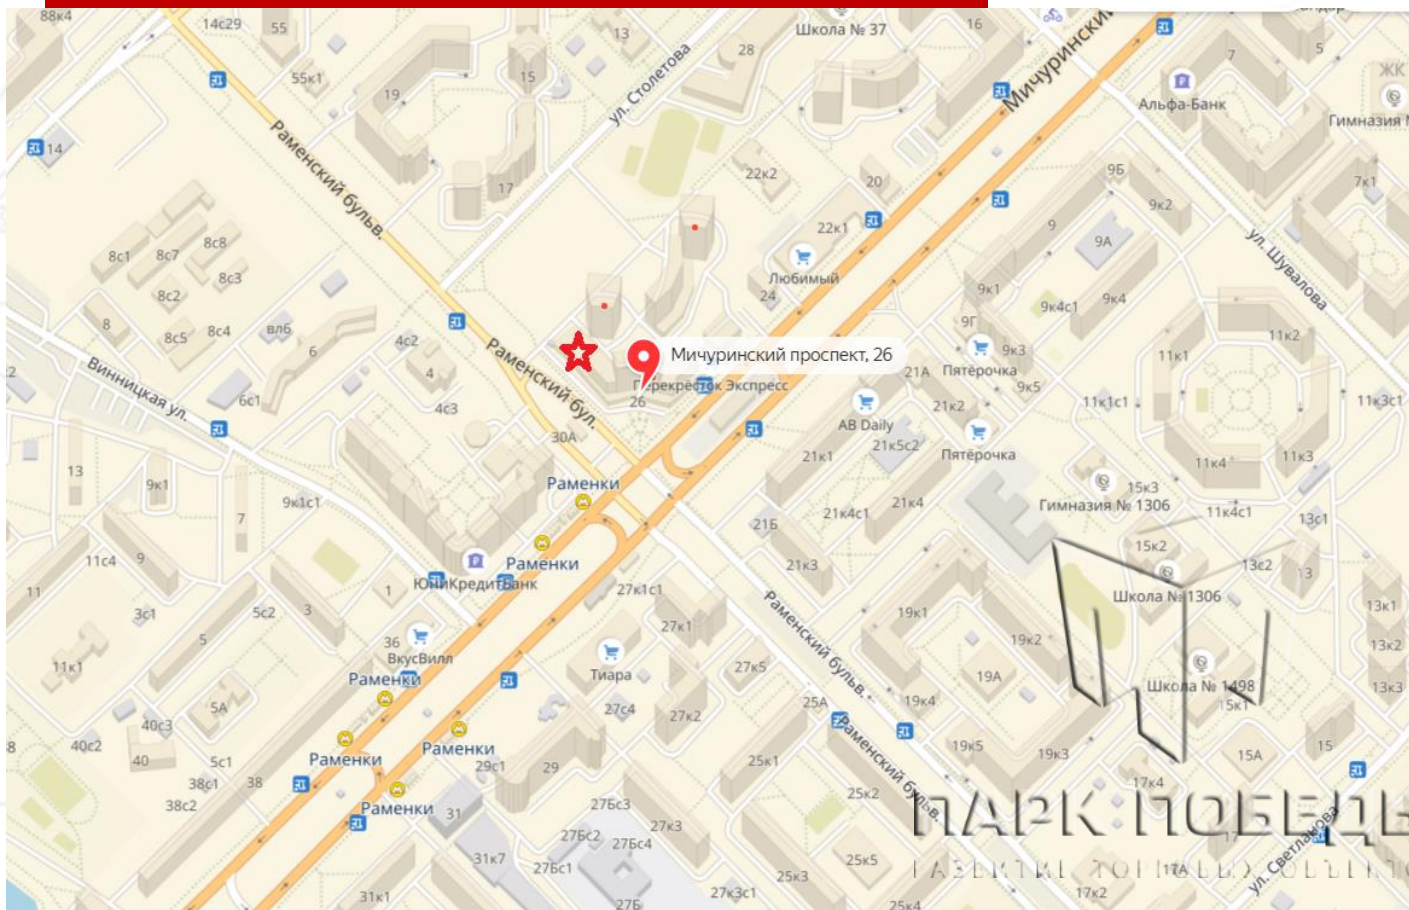 88к4
14с29
55
13
Школа № 37
16
Мичуринский
28
7
5
ЖК
55к1
15
ул. Столетова
19
Альфа-Банк
Гимназия
14
Раменский бульв.
17
22к2
20
9Б
9к2
7к1
22к1
9
9А
ул. Шувалова
8с1
8с7
8с8
8с3
8с2
Любимый
24
9к1
9к4с1
9к4
8
8с5
8с4
вл6
6
4с2
9Г
9к3
Пятёрочка
11к2
11к1
Винницкая ул.
4
Раменский бул.
Мичуринский проспект, 26
Перекрёсток Экспресс
26
21А
9к5
6с1
4с3
AB Daily
21к2
11к1с1
11к3с1
30А
21к1
21к5с2
Пятёрочка
13
9к1
Раменки
11к4
11к3
9к1с1
7
21Б
21к4с1
21к4
Гимназия № 1306
15к3
11к4с1
13с1
11с4
9
Раменки
15к2
21к3
13с2
13
11
ЮниКредитБанк
1
27к1с1
Школа № 1306
3с1
5с2
3
5
Раменский бульв.
19к1
19к2
13к1
36
ВкусВилл
27к1
13к2
11к1
Тиара
27к5
19А
Школа № 1498
13к3
Раменки
15к1
5А
27с4
27к2
25А
19к4
40с3
40с2
40
Раменки
Раменки
Раменский бульв.
19к5
19к3
15А
15
5с1
29с1
29
25к1
38с1
38
38с2
17к4
Раменки
31
27Бс3
25к2
ПАРК ПОБЕДЫ
27Бс2
27к3
27Бс4
31к7
27Бс1
25к5
17А
ул. Светланова
25к3
31к1
27Б
27к3с1
25к4
17к2